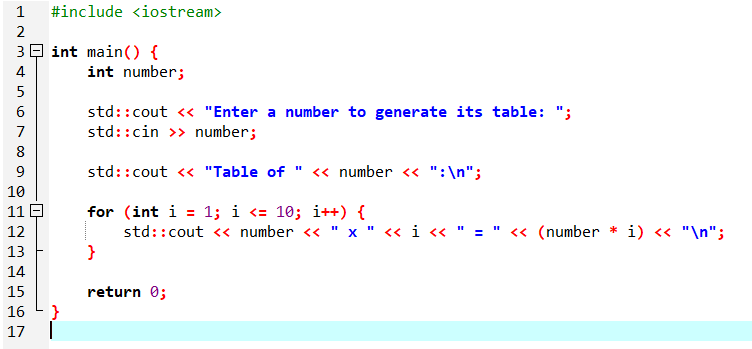 1 #include <iostream>
2
3 int main() {
4     int number;
5
6     std::cout << "Enter a number to generate its table: ";
7     std::cin >> number;
8
9     std::cout << "Table of " << number << ":\n";
10
11     for (int i = 1; i <= 10; i++) {
12         std::cout << number << " x " << i << " = " << (number * i) << "\n";
13     }
14
15     return 0;
16 }
17